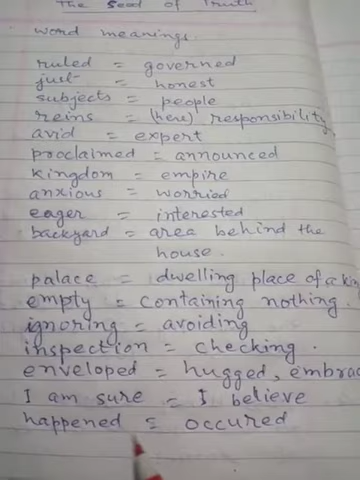 The Seed of Truth
word meanings.
ruled = governed
just = honest
subjects = people
reins = (here) responsibility
avid = expert
proclaimed = announced
kingdom = empire
anxious = worried
eager = interested
backyard = area behind the
house.
palace = dwelling place of a kin
empty = containing nothing.
ignoring = avoiding
inspection = checking.
enveloped = hugged, embrac
I am sure = I believe
happened = occured